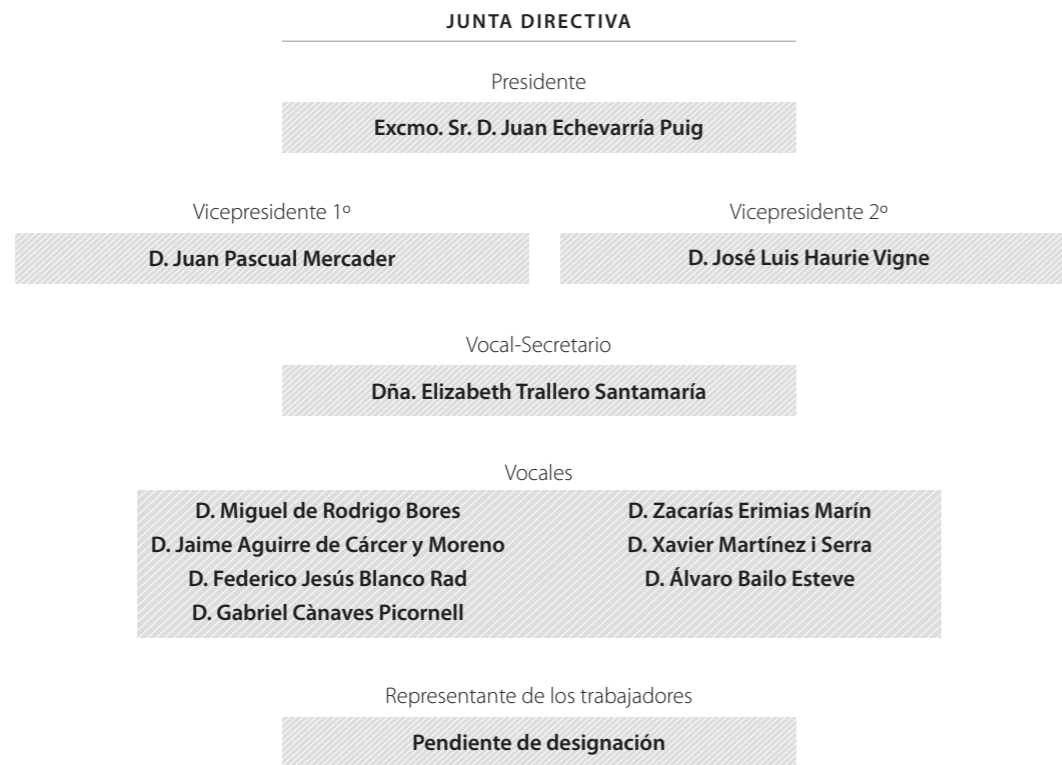 JUNTA DIRECTIVA
Presidente
Excmo. Sr. D. Juan Echevarría Puig
Vicepresidente 1º
D. Juan Pascual Mercader
Vicepresidente 2º
D. José Luis Haurie Vigne
Vocal-Secretario
Dña. Elizabeth Trallero Santamaría
Vocales
D. Miguel de Rodrigo Bores
D. Jaime Aguirre de Cárcer y Moreno
D. Federico Jesús Blanco Rad
D. Gabriel Cànaves Picornell
D. Zacarías Erimias Marín
D. Xavier Martínez i Serra
D. Álvaro Bailo Esteve
Representante de los trabajadores
Pendiente de designación